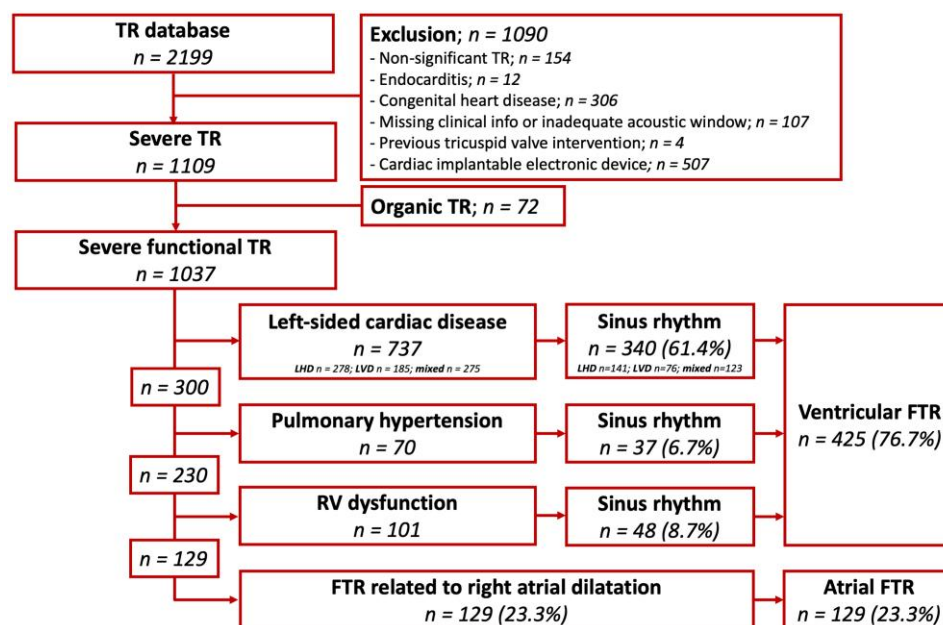 TR database
n = 2199
Exclusion; n = 1090
- Non-significant TR; n = 154
- Endocarditis; n = 12
- Congenital heart disease; n = 306
- Missing clinical info or inadequate acoustic window; n = 107
- Previous tricuspid valve intervention; n = 4
- Cardiac implantable electronic device; n = 507
Severe TR
n = 1109
Organic TR; n = 72
Severe functional TR
n = 1037
Left-sided cardiac disease
n = 737
LHD n = 278; LVD n = 185; mixed n = 275
Sinus rhythm
n = 340 (61.4%)
LHD n=141; LVD n=76; mixed n=123
n = 300
Pulmonary hypertension
n = 70
Sinus rhythm
n = 37 (6.7%)
Ventricular FTR
n = 425 (76.7%)
n = 230
RV dysfunction
n = 101
Sinus rhythm
n = 48 (8.7%)
n = 129
FTR related to right atrial dilatation
n = 129 (23.3%)
Atrial FTR
n = 129 (23.3%)